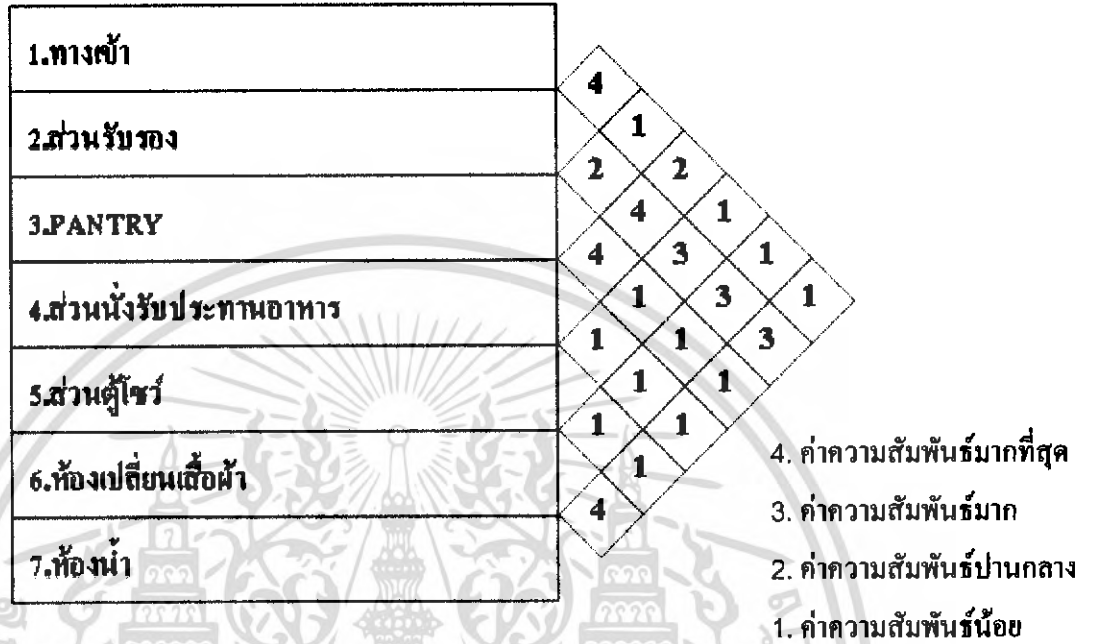 1.ทางเข้า
2.ส่วนรับรอง
3.PANTRY
4.ส่วนนั่งรับประทานอาหาร
5.ส่วนตู้โชว์
6.ห้องเปลี่ยนเสื้อผ้า
7.ห้องน้ำ
4
1
2 2
4 1
4 3 1
1 3 1
1 1 3
1 1
1 1
1
4
4. ค่าความสัมพันธ์มากที่สุด
3. ค่าความสัมพันธ์มาก
2. ค่าความสัมพันธ์ปานกลาง
1. ค่าความสัมพันธ์น้อย